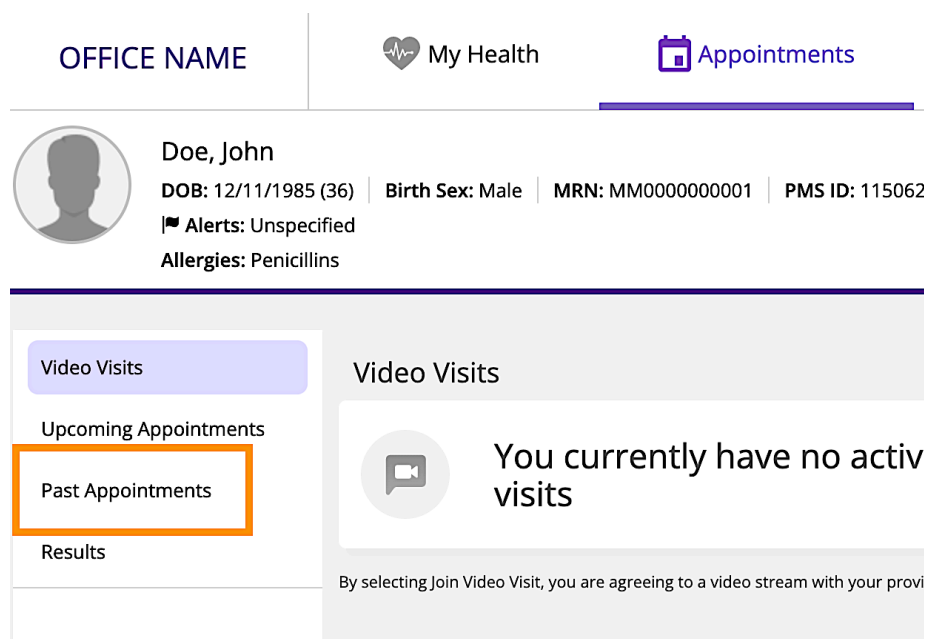 OFFICE NAME
My Health
Appointments
Doe, John
DOB: 12/11/1985 (36) Birth Sex: Male MRN: MM0000000001 PMS ID: 115062
Alerts: Unspecified
Allergies: Penicillins
Video Visits
Upcoming Appointments
Past Appointments
Results
Video Visits
You currently have no activ
visits
By selecting Join Video Visit, you are agreeing to a video stream with your provi